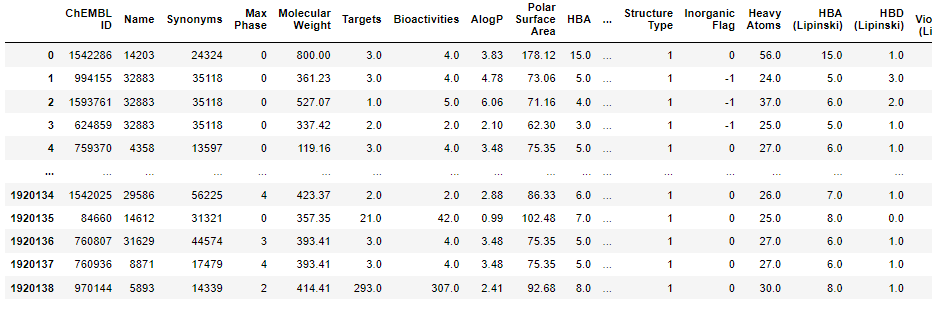 ChEMBL ID Name Synonyms Max Phase Molecular Weight Targets Bioactivities AlogP Polar Surface Area HBA ... Structure Type Inorganic Flag Heavy Atoms HBA (Lipinski) HBD (Lipinski)
0 1542286 14203 24324 0 800.00 3.0 4.0 3.83 178.12 15.0 ... 1 0 56.0 15.0 1.0
1 994155 32883 35118 0 361.23 3.0 4.0 4.78 73.06 5.0 ... 1 -1 24.0 5.0 3.0
2 1593761 32883 35118 0 527.07 1.0 5.0 6.06 71.16 4.0 ... 1 -1 37.0 6.0 2.0
3 624859 32883 35118 0 337.42 2.0 2.0 2.10 62.30 3.0 ... 1 -1 25.0 5.0 1.0
4 759370 4358 13597 0 119.16 3.0 4.0 3.48 75.35 5.0 ... 1 0 27.0 6.0 1.0
... ... ... ... ... ... ... ... ... ... ... ... ... ... ... ... ...
1920134 1542025 29586 56225 4 423.37 2.0 2.0 2.88 86.33 6.0 ... 1 0 26.0 7.0 1.0
1920135 84660 14612 31321 0 357.35 21.0 42.0 0.99 102.48 7.0 ... 1 0 25.0 8.0 0.0
1920136 760807 31629 44574 3 393.41 3.0 4.0 3.48 75.35 5.0 ... 1 0 27.0 6.0 1.0
1920137 760936 8871 17479 4 393.41 3.0 4.0 3.48 75.35 5.0 ... 1 0 27.0 6.0 1.0
1920138 970144 5893 14339 2 414.41 293.0 307.0 2.41 92.68 8.0 ... 1 0 30.0 8.0 1.0